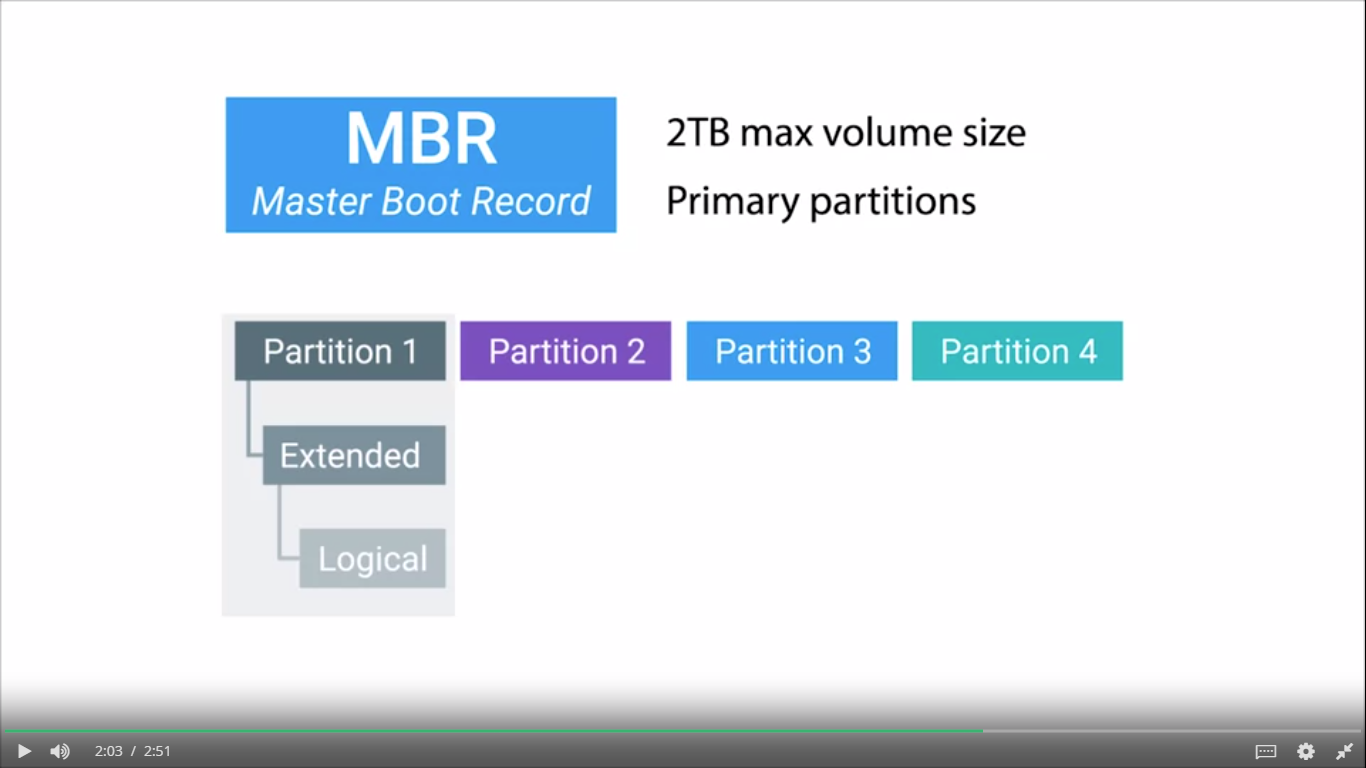 MBR
Master Boot Record
2TB max volume size
Primary partitions
Partition 1
Partition 2
Partition 3
Partition 4
Extended
Logical
2:03 / 2:51